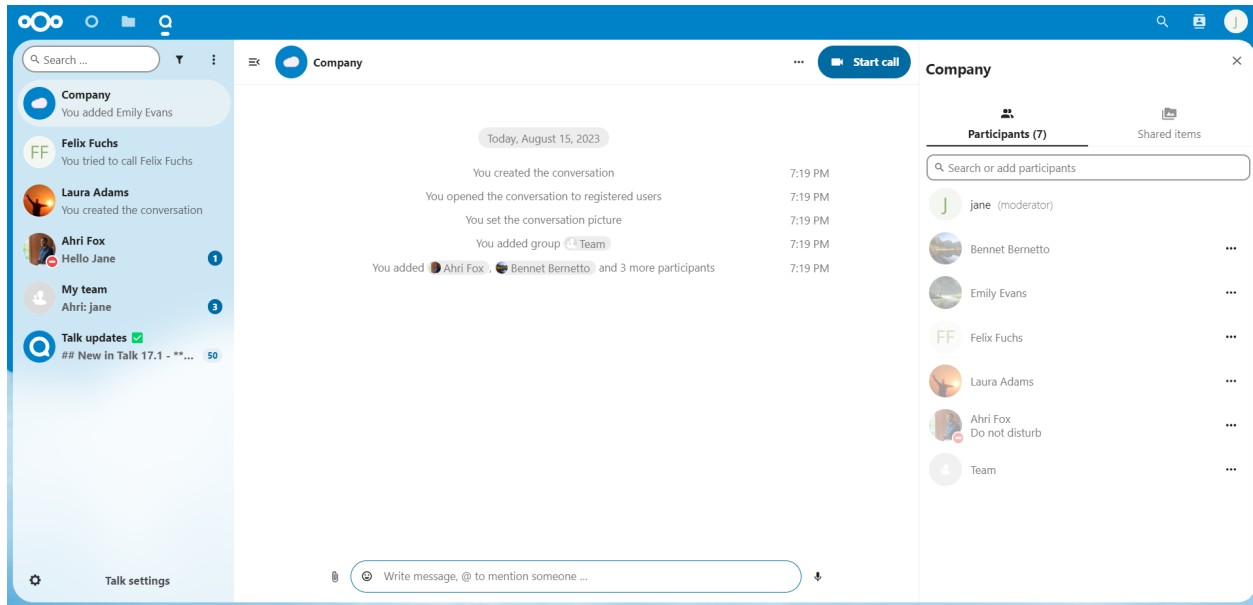 J
Search ...
Company
You added Emily Evans
FF
Felix Fuchs
You tried to call Felix Fuchs
Laura Adams
You created the conversation
Ahri Fox
Hello Jane
1
My team
Ahri: jane
3
Talk updates ✅
## New in Talk 17.1 - **...
50
Talk settings
Company
Start call
Today, August 15, 2023
You created the conversation 7:19 PM
You opened the conversation to registered users 7:19 PM
You set the conversation picture 7:19 PM
You added group Team 7:19 PM
You added Ahri Fox , Bennet Bernetto and 3 more participants 7:19 PM
Write message, @ to mention someone ...
Company
Participants (7)
Shared items
Search or add participants
J
jane (moderator)
Bennet Bernetto
Emily Evans
FF
Felix Fuchs
Laura Adams
Ahri Fox
Do not disturb
Team